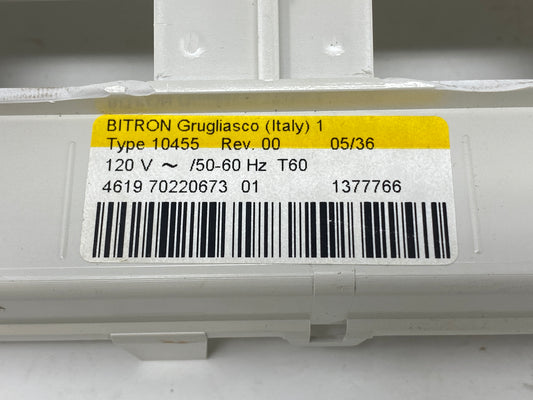 BITRON Grugliasco (Italy) 1
Type 10455 Rev. 00 05/36
120 V ~ /50-60 Hz T60
4619 70220673 01 1377766